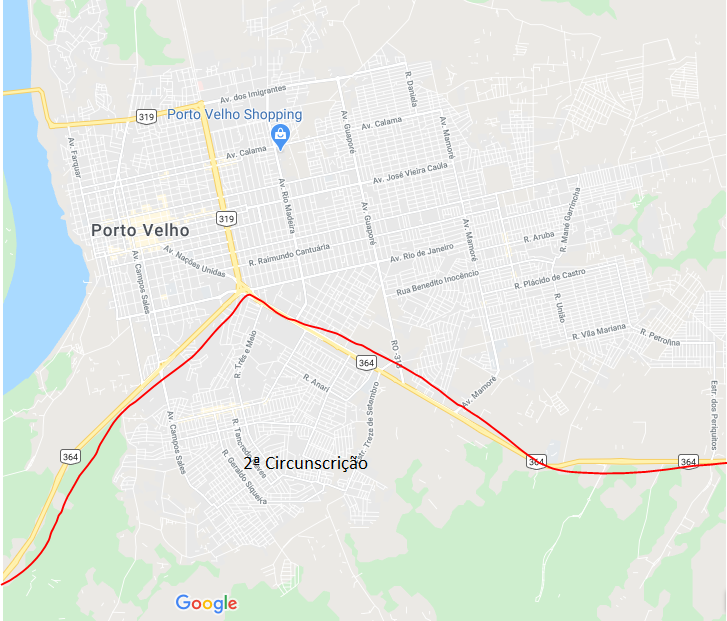 R. Daniela
Av. dos Imigrantes
319
Porto Velho Shopping
Av. Guaporé
Av. Calama
Av. Mamoré
Av. Farquar
Av. Calama
Av. José Vieira Caúla
Av. Rio Madeira
R. Mané Garrincha
Av. Guaporé
319
Av. Mamoré
Porto Velho
R. Aruba
Av. Nações Unidas
R. Raimundo Cantuária
Av. Rio de Janeiro
Av. Campos Sales
Rua Benedito Inocêncio
R. Plácido de Castro
R. União
R. Três e Meio
R. Vila Mariana
R. Petrolina
RO -31
364
R. Anari
Av. Mamoré
Estr. dos Periquitos
Estr. Treze de Setembro
Av. Campos Sales
R. Tancredo
364
2ª Circunscrição
364
364
R. Geraldo Siqueira
Google